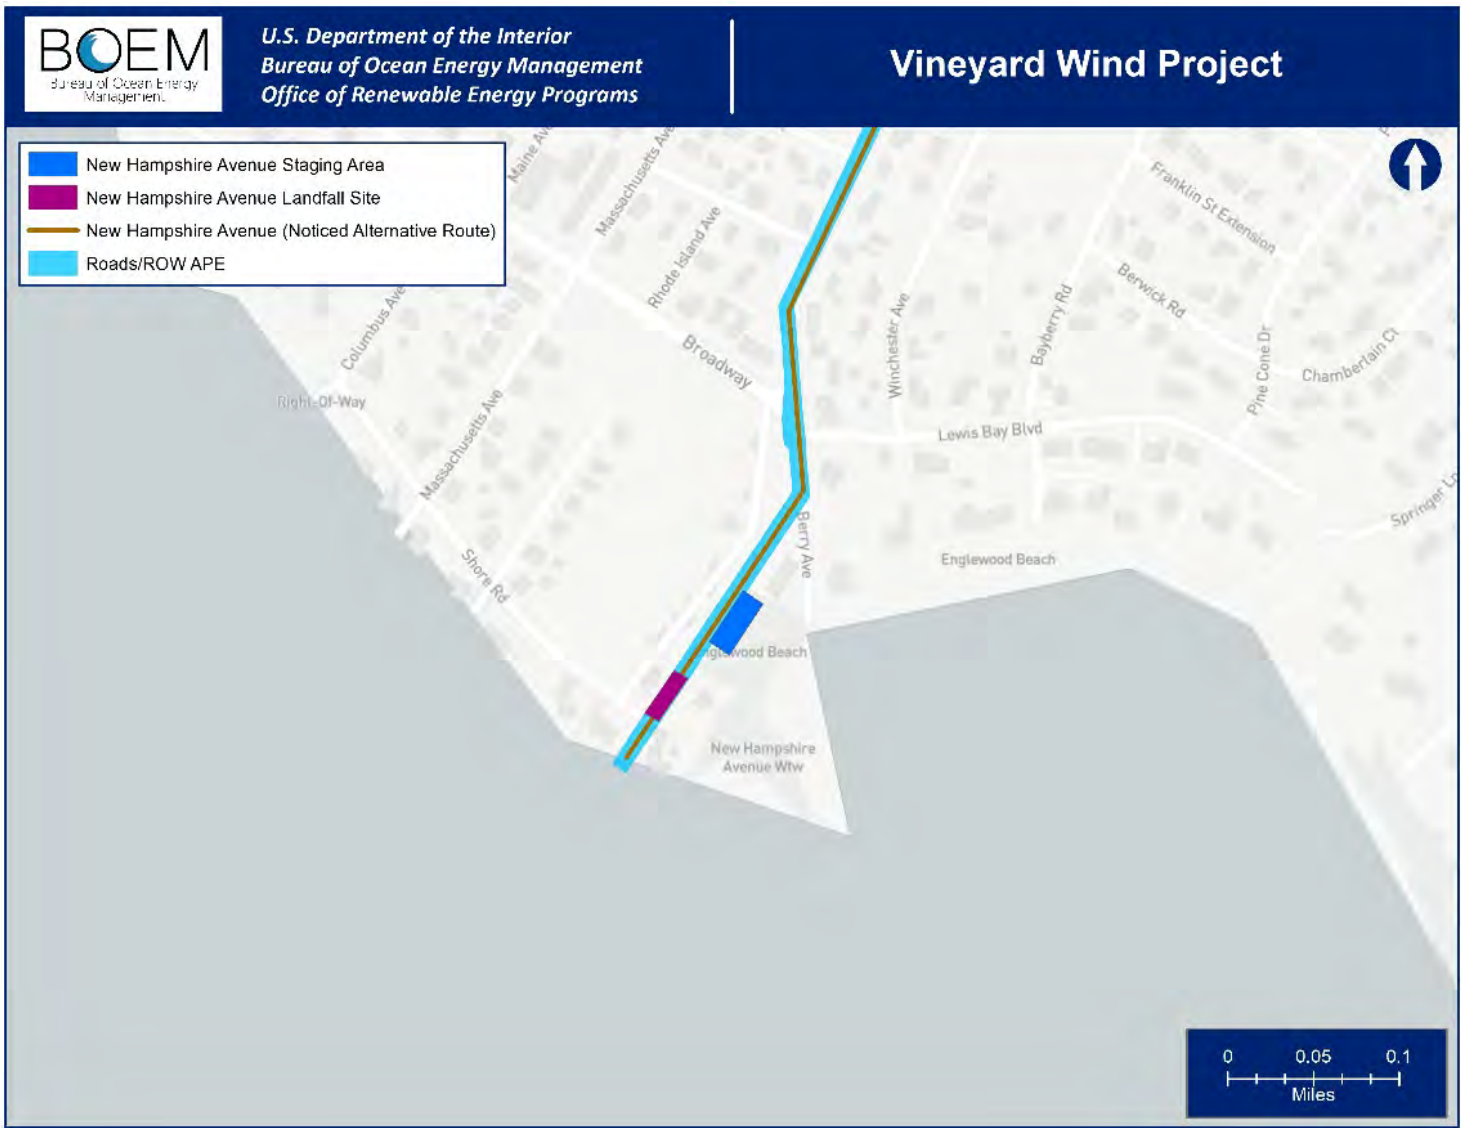 BOEM
Bureau of Ocean Energy
Management
U.S. Department of the Interior
Bureau of Ocean Energy Management
Office of Renewable Energy Programs
Vineyard Wind Project
New Hampshire Avenue Staging Area
New Hampshire Avenue Landfall Site
New Hampshire Avenue (Noticed Alternative Route)
Roads/ROW APE
Maine Av
Massachusetts Ave
Rhode Island Ave
Columbus Ave
Broadway
Right-Of-Way
Massachusetts Ave
Shore Rd
Winchester Ave
Bayberry Rd
Franklin St Extension
Berwick Rd
Pine Cone Dr
Chamberlain Ct
Lewis Bay Blvd
Springer Ln
Berry Ave
Englewood Beach
nglewood Beach
New Hampshire
Avenue Wtw
0 0.05 0.1
Miles